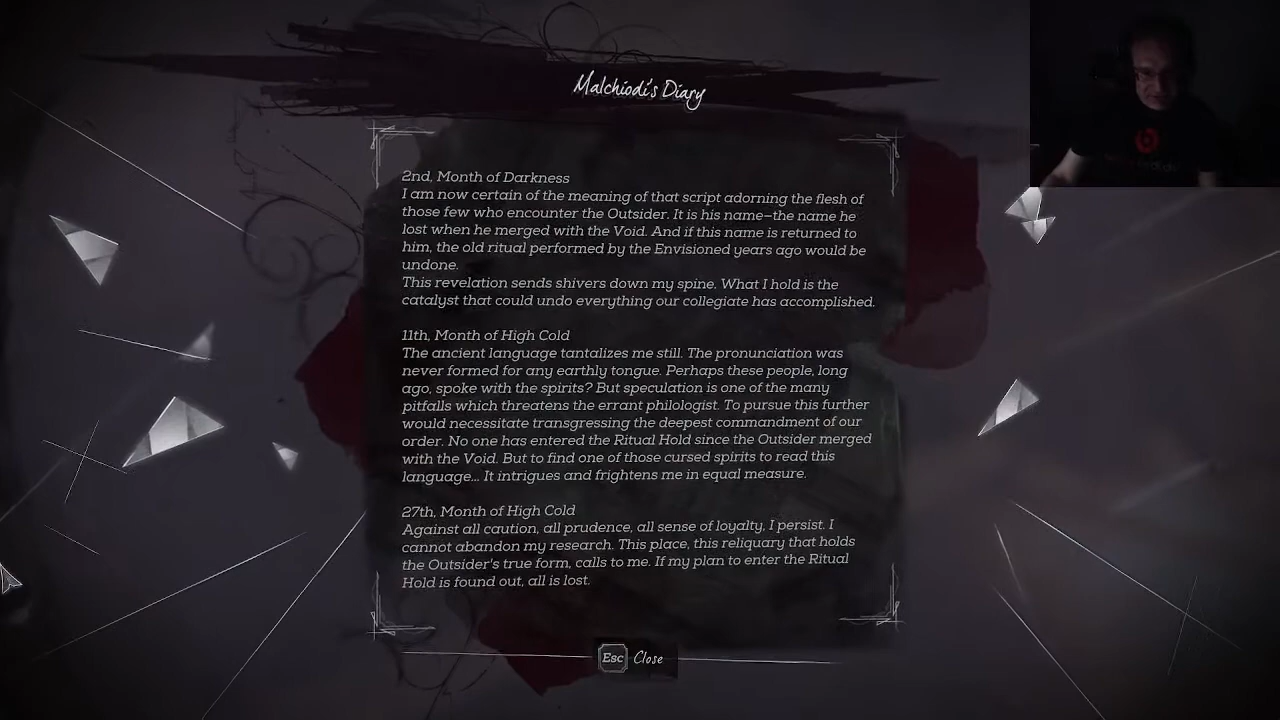 Malchiodi's Diary
2nd, Month of Darkness
I am now certain of the meaning of that script adorning the flesh of
those few who encounter the Outsider. It is his name—the name he
lost when he merged with the Void. And if this name is returned to
him, the old ritual performed by the Envisioned years ago would be
undone.
This revelation sends shivers down my spine. What I hold is the
catalyst that could undo everything our collegiate has accomplished.
11th, Month of High Cold
The ancient language tantalizes me still. The pronunciation was
never formed for any earthly tongue. Perhaps these people, long
ago, spoke with the spirits? But speculation is one of the many
pitfalls which threatens the errant philologist. To pursue this further
would necessitate transgressing the deepest commandment of our
order. No one has entered the Ritual Hold since the Outsider merged
with the Void. But to find one of those cursed spirits to read this
language... It intrigues and frightens me in equal measure.
27th, Month of High Cold
Against all caution, all prudence, all sense of loyalty, I persist. I
cannot abandon my research. This place, this reliquary that holds
the Outsider's true form, calls to me. If my plan to enter the Ritual
Hold is found out, all is lost.
Esc Close